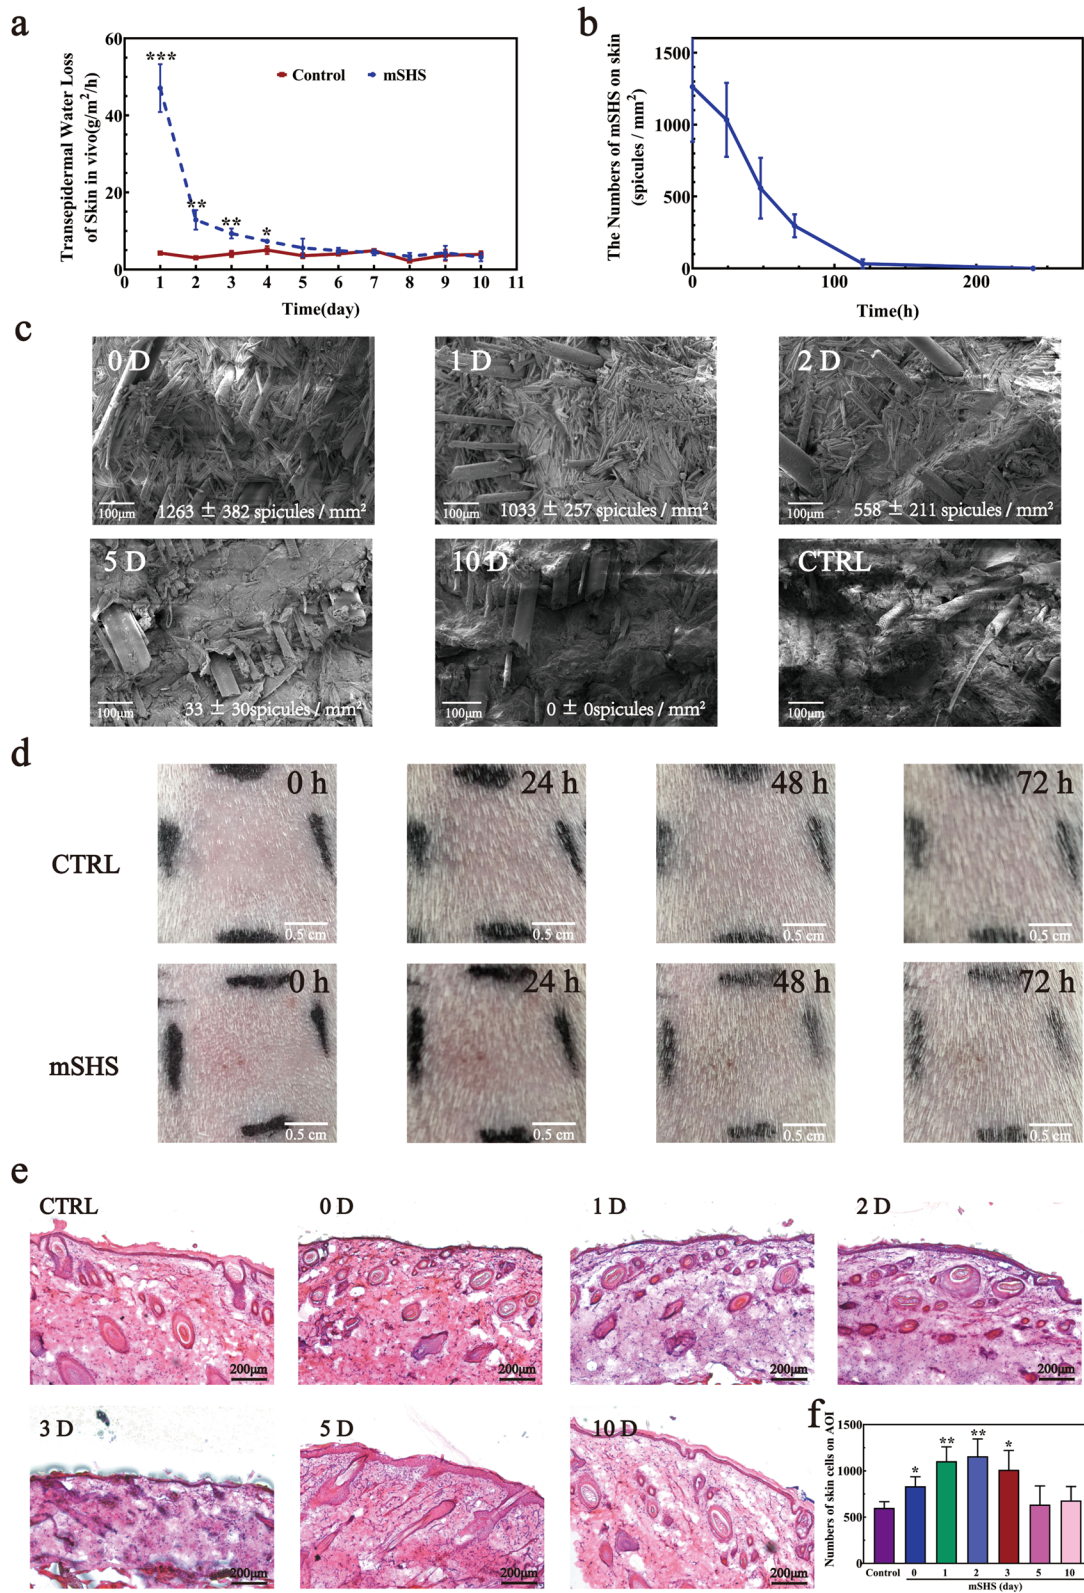 a
Transepidermal Water Loss
of Skin in vivo(g/m²/h)
60
40
20
0
***
**
**
*
Control
mSHS
1 2 3 4 5 6 7 8 9 10 11
Time(day)
b
The Numbers of mSHS on skin
(spicules / mm²)
1500
1000
500
0
0 100 200
Time(h)
c
0 D
100μm
1263 ± 382 spicules / mm²
1 D
100μm
1033 ± 257 spicules / mm²
2 D
100μm
558 ± 211 spicules / mm²
5 D
100μm
33 ± 30spicules / mm²
10 D
100μm
0 ± 0spicules / mm²
CTRL
100μm
d
CTRL
0 h
0.5 cm
24 h
0.5 cm
48 h
0.5 cm
72 h
0.5 cm
mSHS
0 h
0.5 cm
24 h
0.5 cm
48 h
0.5 cm
72 h
0.5 cm
e
CTRL
200μm
0 D
200μm
1 D
200μm
2 D
200μm
3 D
200μm
5 D
200μm
10 D
200μm
f
Numbers of skin cells on AOI
1500
1000
500
0
*
**
**
*
Control 0 1 2 3 5 10
mSHS (day)